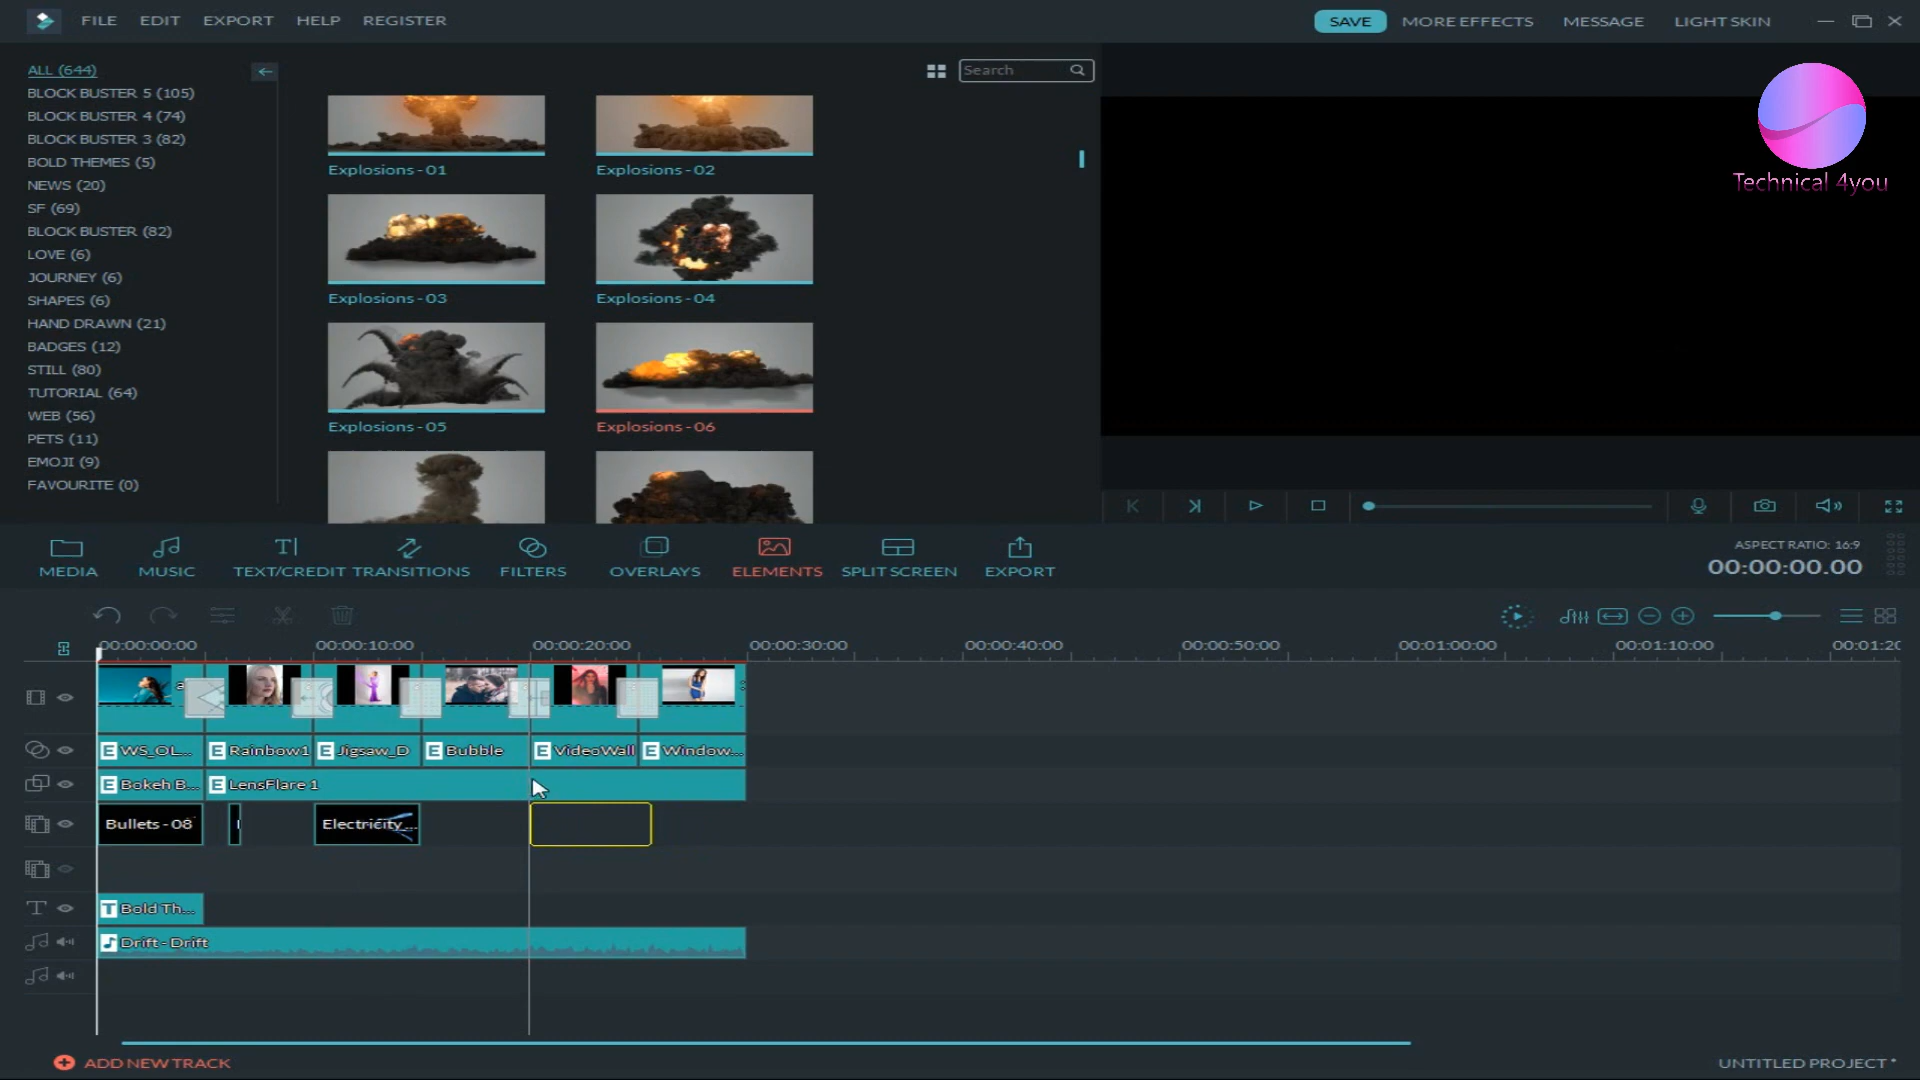 FILE EDIT EXPORT HELP REGISTER SAVE MORE EFFECTS MESSAGE LIGHT SKIN
ALL (644)
BLOCK BUSTER 5 (105)
BLOCK BUSTER 4 (74)
BLOCK BUSTER 3 (82)
BOLD THEMES (5)
NEWS (20)
SF (69)
BLOCK BUSTER (82)
LOVE (6)
JOURNEY (6)
SHAPES (6)
HAND DRAWN (21)
BADGES (12)
STILL (80)
TUTORIAL (64)
WEB (56)
PETS (11)
EMOJI (9)
FAVOURITE (0)
Search
Explosions - 01 Explosions - 02
Explosions - 03 Explosions - 04
Explosions - 05 Explosions - 06
Technical 4you
MEDIA MUSIC TEXT/CREDIT TRANSITIONS FILTERS OVERLAYS ELEMENTS SPLIT SCREEN EXPORT
ASPECT RATIO: 16:9
00:00:00.00
00:00:00:00 00:00:10:00 00:00:20:00 00:00:30:00 00:00:40:00 00:00:50:00 00:01:00:00 00:01:10:00 00:01:20
E WS_OL... E Rainbow1 E Jigsaw_D E Bubble E VideoWall E Window...
E Bokeh B... E LensFlare 1
Bullets - 08 Electricity ...
T Bold Th...
Drift - Drift
ADD NEW TRACK
UNTITLED PROJECT *